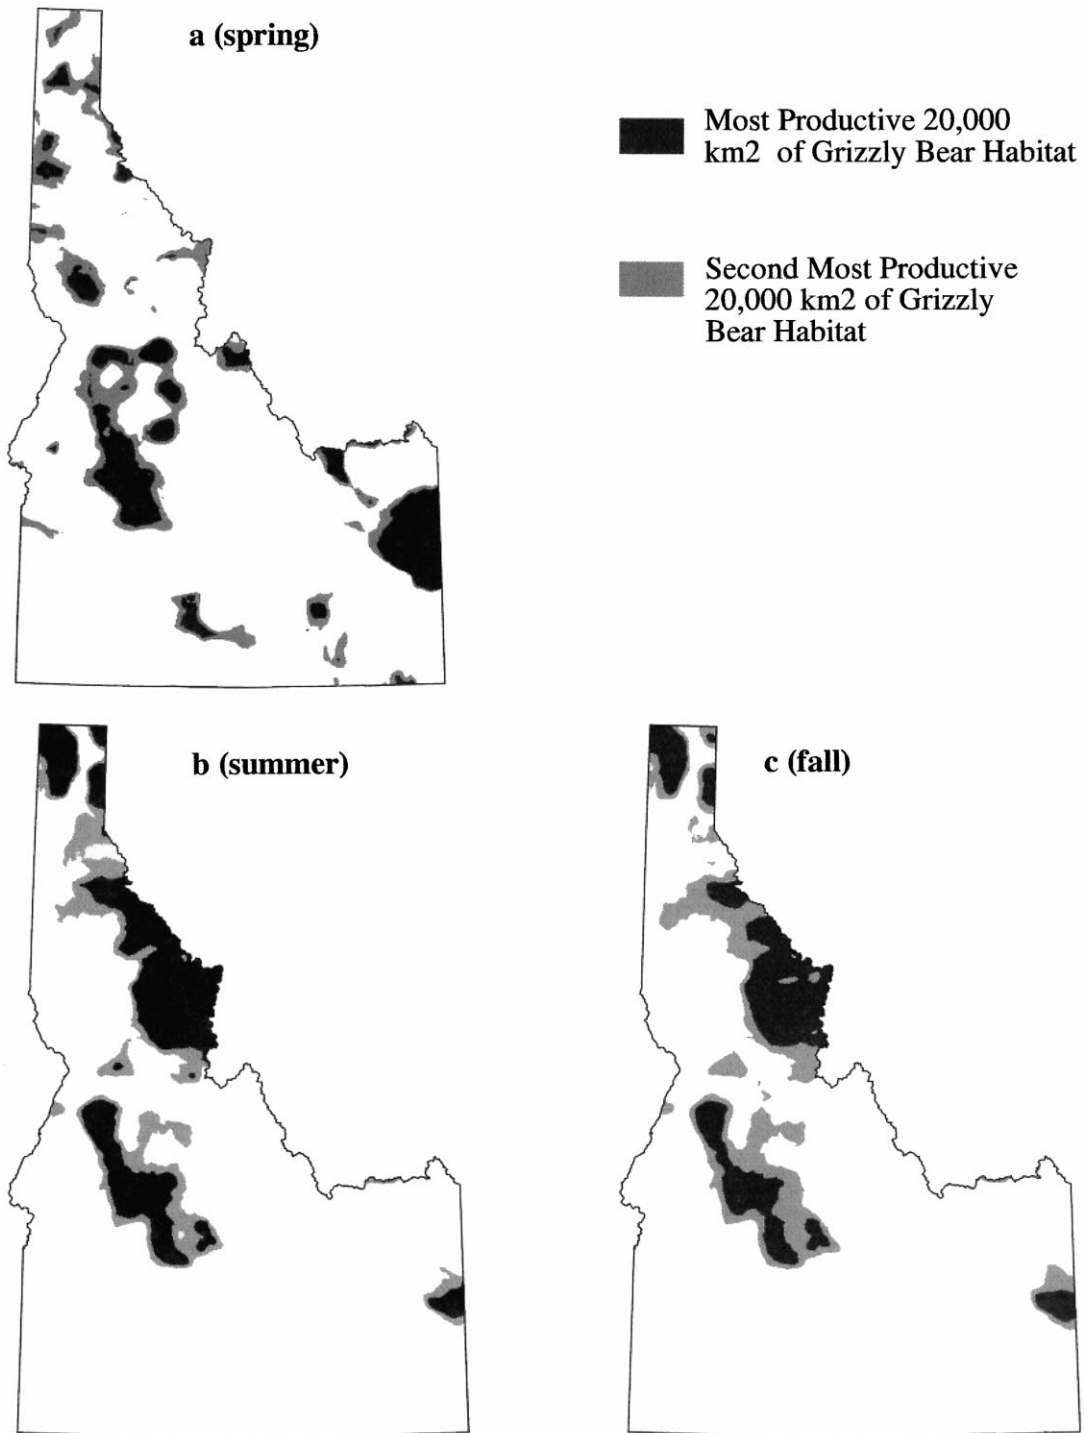 a (spring)
Most Productive 20,000
km2 of Grizzly Bear Habitat
Second Most Productive
20,000 km2 of Grizzly
Bear Habitat
b (summer)
c (fall)